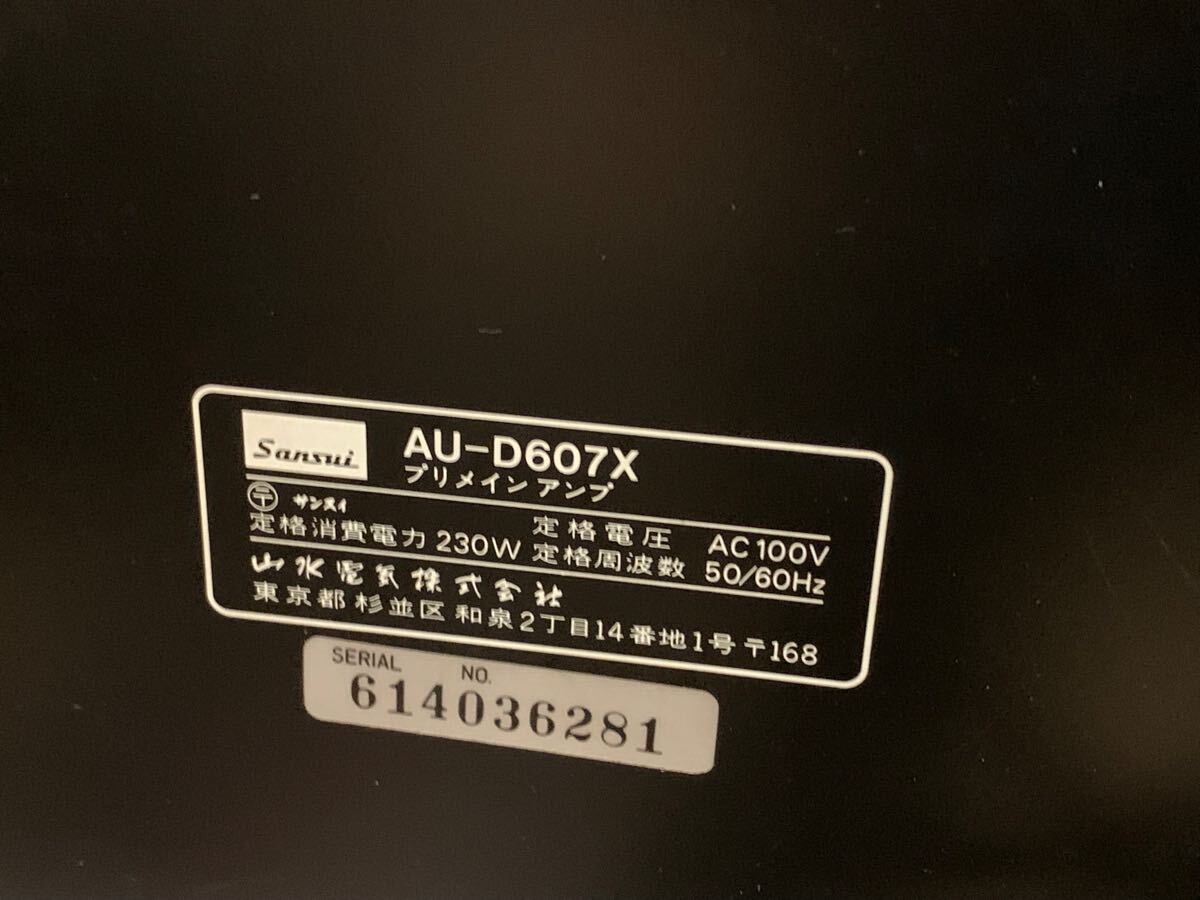 Sansui AU-D607X
プリメインアンプ
〒 サンスイ
定格消費電力 230W 定格電圧 AC100V
定格周波数 50/60Hz
山水電気株式会社
東京都杉並区和泉2丁目14番地1号〒168
SERIAL NO.
614036281